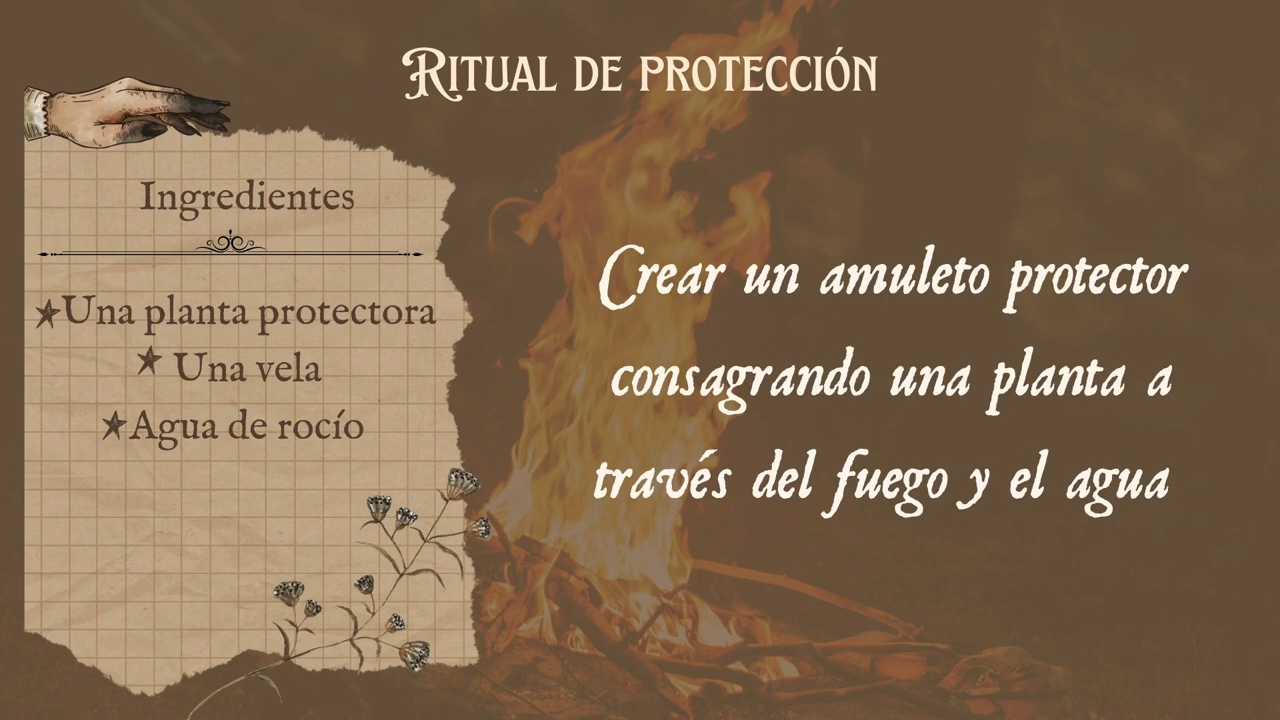 Ritual de protección
Ingredientes
Una planta protectora
Una vela
Agua de rocío
Crear un amuleto protector
consagrando una planta a
través del fuego y el agua